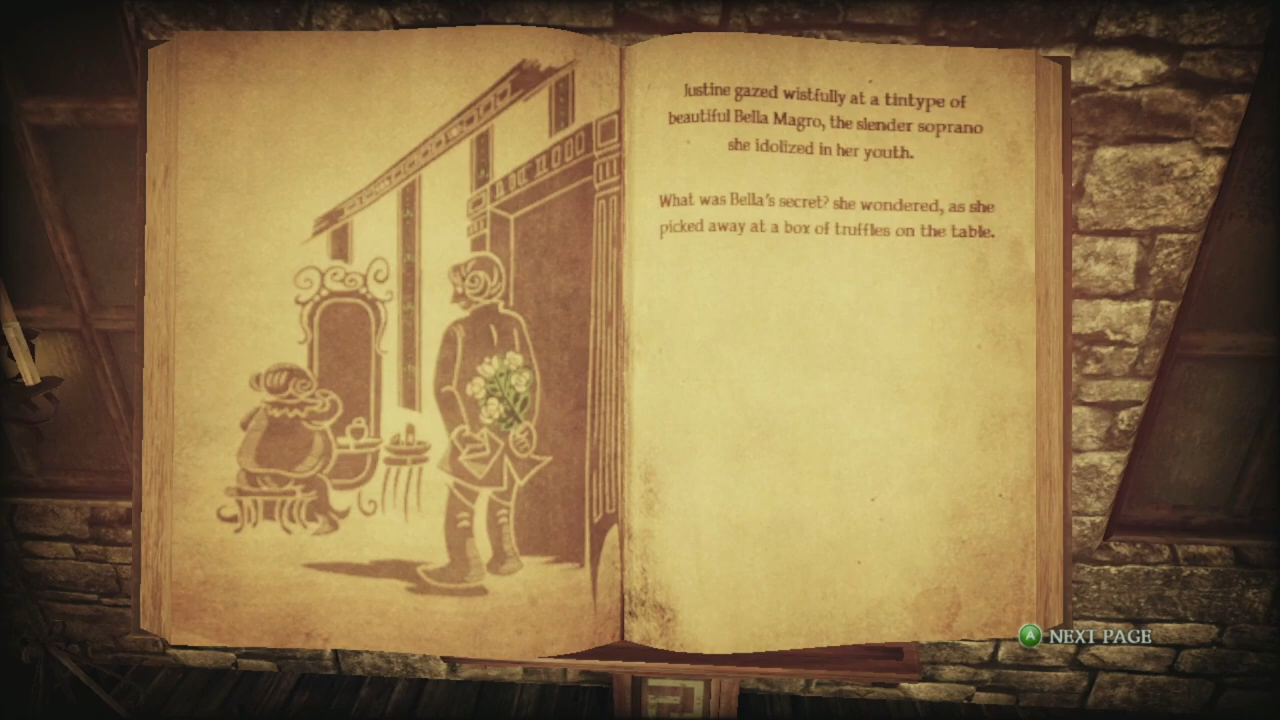 Justine gazed wistfully at a tintype of
beautiful Bella Magro, the slender soprano
she idolized in her youth.
What was Bella's secret? she wondered, as she
picked away at a box of truffles on the table.
A NEXT PAGE